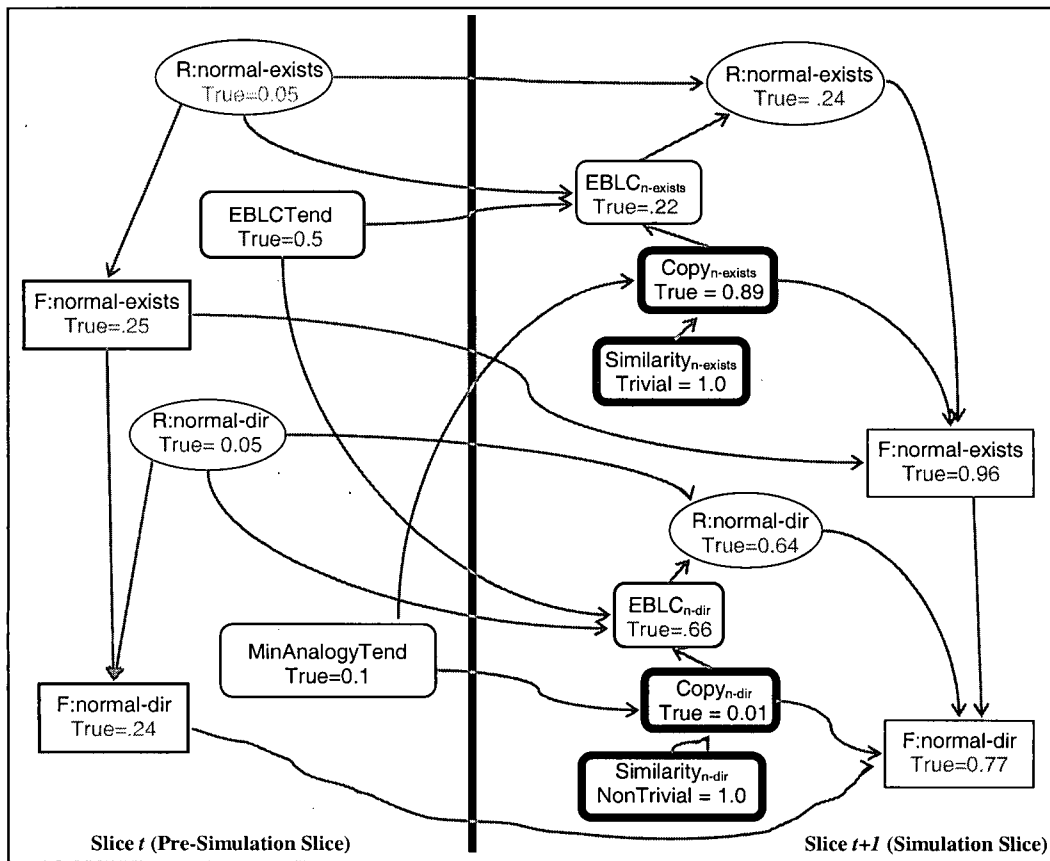 R:normal-exists
True=0.05
R:normal-exists
True= .24
EBLCn-exists
True=.22
EBLCTend
True=0.5
Copyn-exists
True = 0.89
F:normal-exists
True=.25
Similarityn-exists
Trivial = 1.0
R:normal-dir
True= 0.05
F:normal-exists
True=0.96
R:normal-dir
True=0.64
EBLCn-dir
True=.66
MinAnalogyTend
True=0.1
Copyn-dir
True = 0.01
F:normal-dir
True=.24
F:normal-dir
True=0.77
Similarityn-dir
NonTrivial = 1.0
Slice t (Pre-Simulation Slice)
Slice t+1 (Simulation Slice)